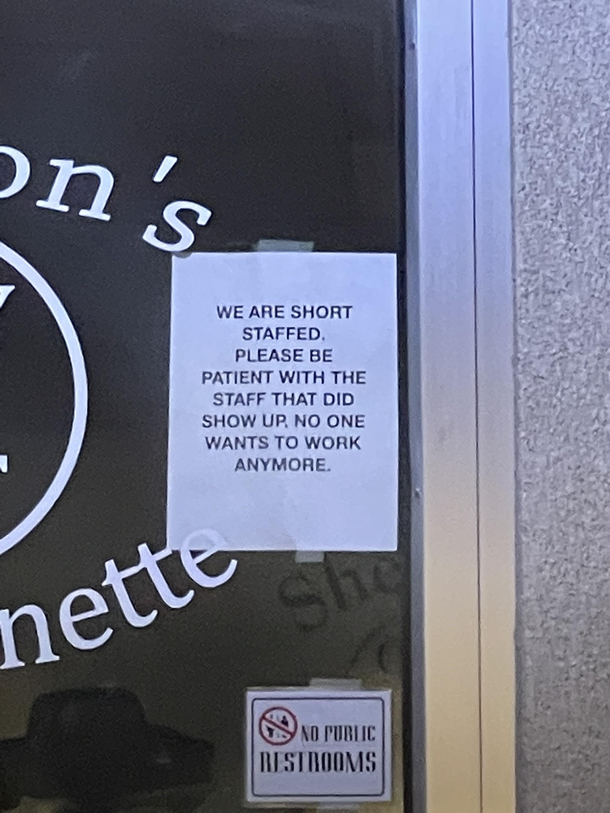 on's
WE ARE SHORT
STAFFED.
PLEASE BE
PATIENT WITH THE
STAFF THAT DID
SHOW UP, NO ONE
WANTS TO WORK
ANYMORE.
nette
She
NO PUBLIC
RESTROOMS